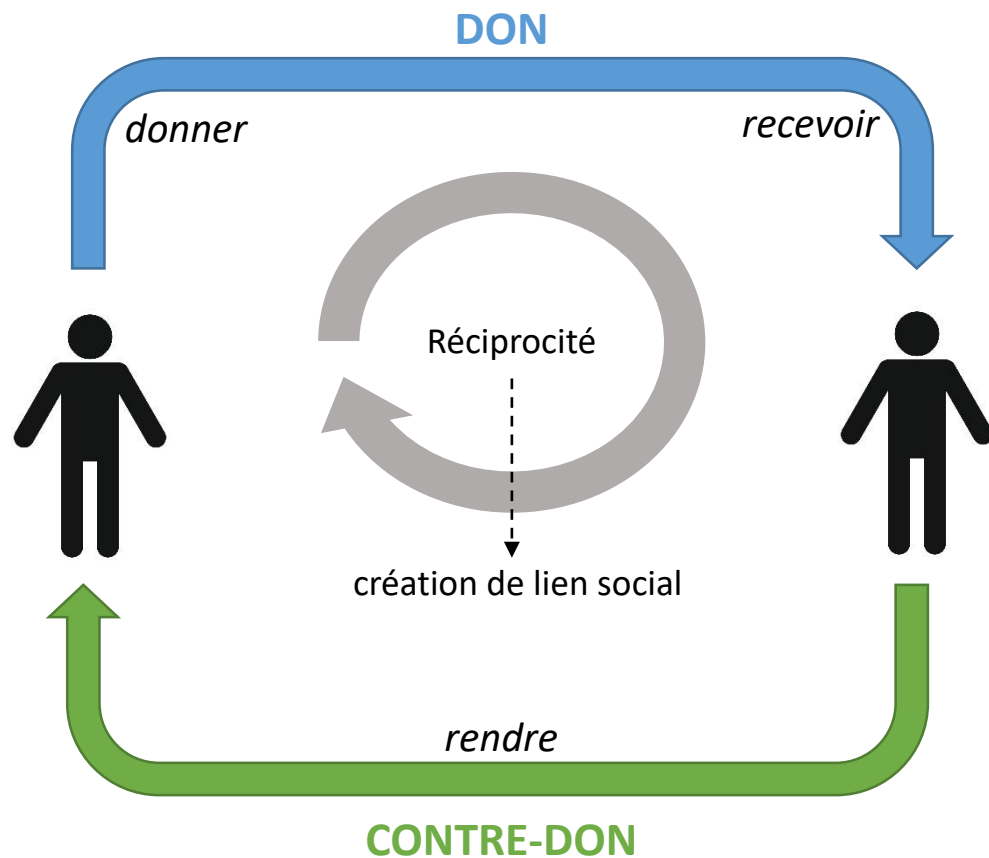 DON
donner
recevoir
Réciprocité
création de lien social
rendre
CONTRE-DON